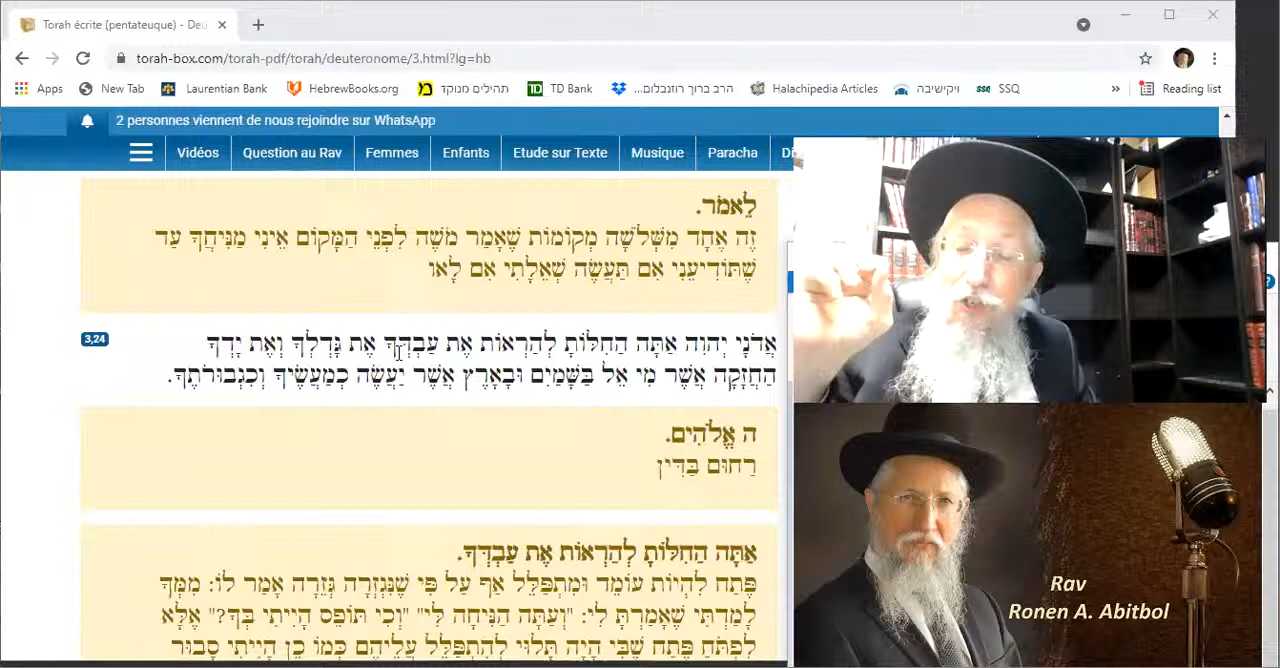 Torah écrite (pentateuque) - Deu
torah-box.com/torah-pdf/torah/deuteronome/3.html?lg=hb
Apps New Tab Laurentian Bank HebrewBooks.org תהילים מנוקד TD Bank הרב ברוך רוזנבלום... Halachipedia Articles ויקישיבה SSQ » Reading list
2 personnes viennent de nous rejoindre sur WhatsApp
Vidéos Question au Rav Femmes Enfants Etude sur Texte Musique Paracha Di
לֵאמֹר.
זֶה אֶחָד מִשְּׁלֹשָׁה מְקוֹמוֹת שֶׁאָמַר מֹשֶׁה לִפְנֵי הַמָּקוֹם אֵינִי מַנִּיחֲךָ עַד
שֶׁתּוֹדִיעֵנִי אִם תַּעֲשֶׂה שְׁאֵלָתִי אִם לָאו
3,24
אֲדֹנָי יְהוִה אַתָּה הַחִלּוֹתָ לְהַרְאוֹת אֶת עַבְדְּךָ אֶת גָּדְלְךָ וְאֶת יָדְךָ
הַחֲזָקָה אֲשֶׁר מִי אֵל בַּשָּׁמַיִם וּבָאָרֶץ אֲשֶׁר יַעֲשֶׂה כְמַעֲשֶׂיךָ וְכִגְבוּרֹתֶךָ.
ה אֱלֹהִים.
רַחוּם בַּדִּין
אַתָּה הַחִלּוֹתָ לְהַרְאוֹת אֶת עַבְדְּךָ.
פֶּתַח לִהְיוֹת עוֹמֵד וּמִתְפַּלֵּל אַף עַל פִּי שֶׁנִּגְזְרָה גְּזֵרָה אָמַר לוֹ: מִמְּךָ
לָמַדְתִּי שֶׁאָמַרְתָּ לִי: "וְעַתָּה הַנִּיחָה לִּי" "וְכִי תּוֹפֵס הָיִיתִי בְּךָ?" אֶלָּא
לִפְתֹּחַ פֶּתַח שֶׁבִּי הָיָה תָּלוּי לְהִתְפַּלֵּל עֲלֵיהֶם כְּמוֹ כֵן הָיִיתִי סָבוּר
Rav
Ronen A. Abitbol